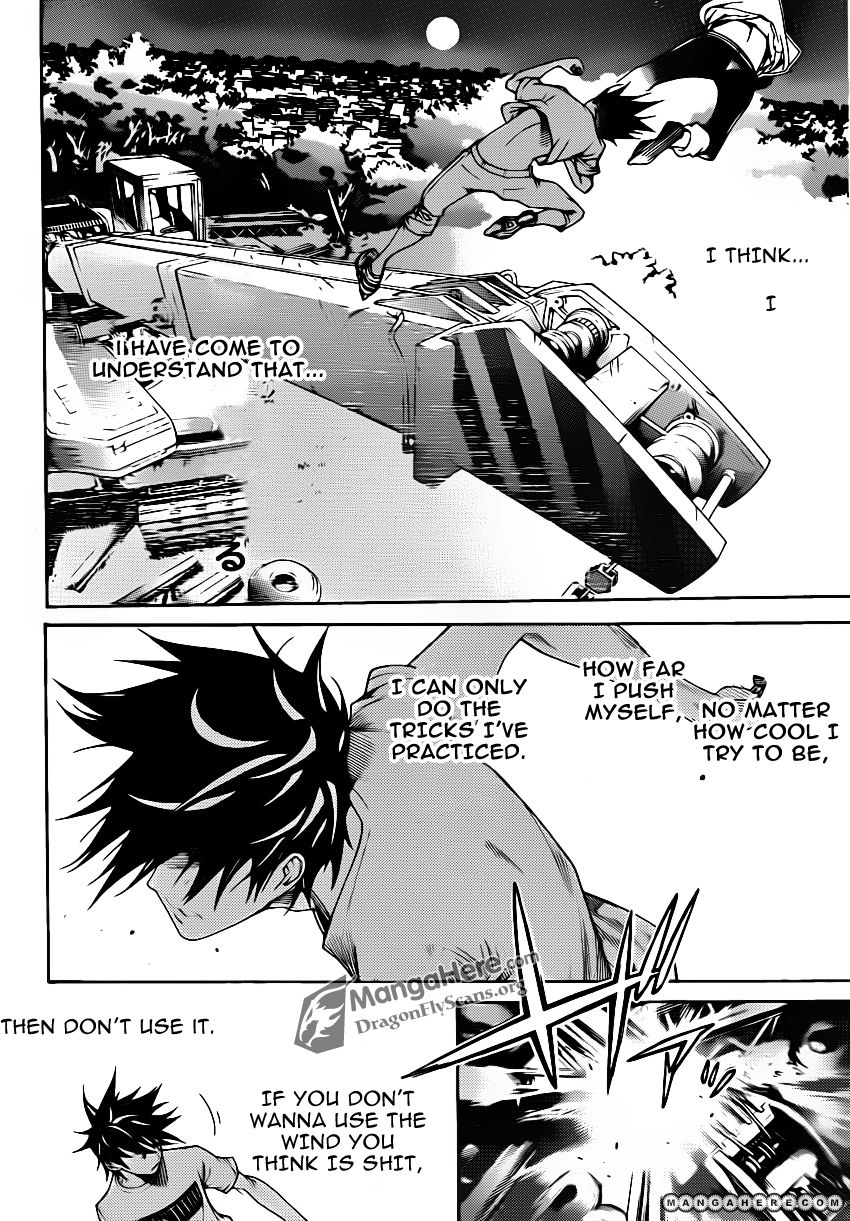 I THINK...
I
I HAVE COME TO
UNDERSTAND THAT...
る
NO MATTER
HOW COOL I
TRY TO BE,
HOW FAR
I PUSH
MYSELF,
I CAN ONLY
DO THE
TRICKS I'VE
PRACTICED.
MangaHere.com
DragonFlyScans.org
IF YOU DON'T
WANNA USE THE
WIND YOU
THINK IS SHIT,
THEN DON'T USE IT.
MANGAHERE.COM